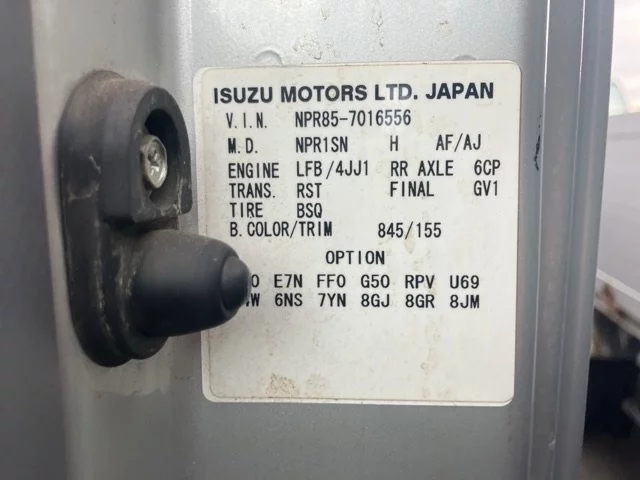 ISUZU MOTORS LTD. JAPAN
V.I.N. NPR85-7016556
M.D. NPR1SN H AF/AJ
ENGINE LFB/4JJ1 RR AXLE 6CP
TRANS. RST FINAL GV1
TIRE BSQ
B.COLOR/TRIM 845/155
OPTION
E7N FF0 G50 RPV U69
6NS 7YN 8GJ 8GR 8JM